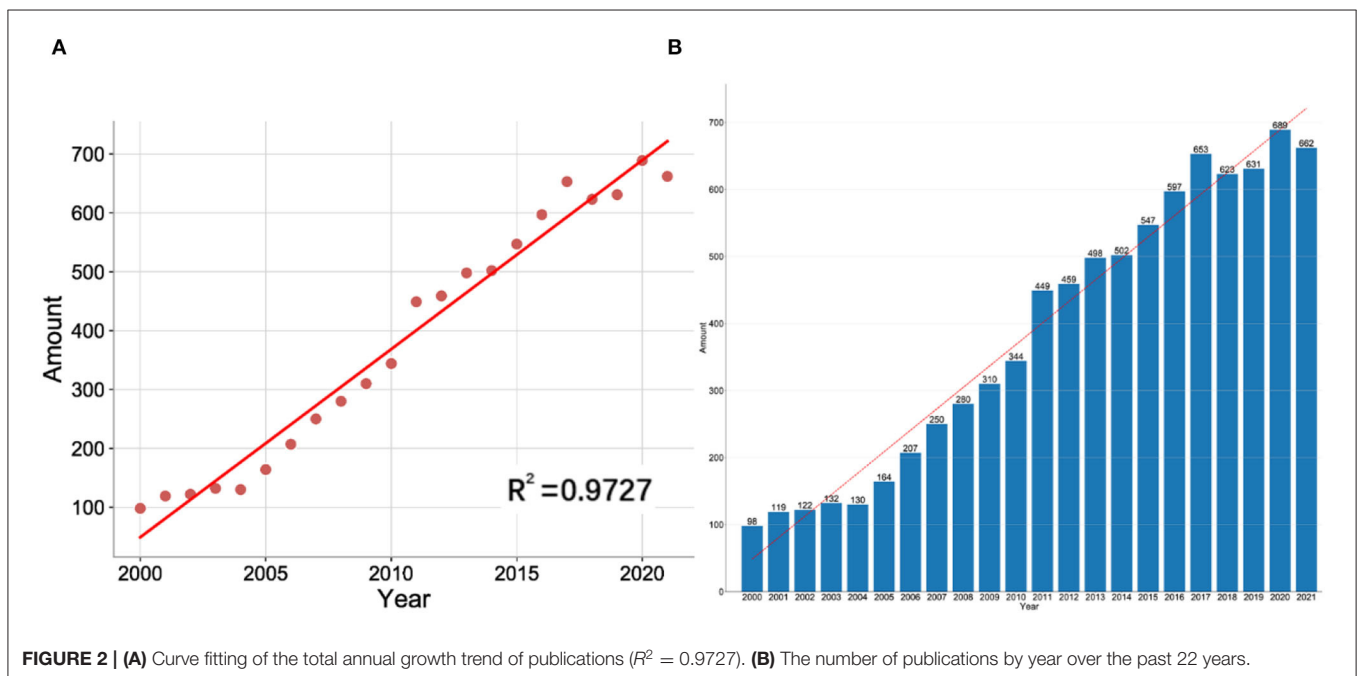 A
700
600
500
400
300
200
100
Amount
R² =0.9727
2000 2005 2010 2015 2020
Year
B
700
600
500
400
300
200
100
0
Amount
98 119 122 132 130 164 207 250 280 310 344 449 459 498 502 547 597 653 623 631 689 662
2000 2001 2002 2003 2004 2005 2006 2007 2008 2009 2010 2011 2012 2013 2014 2015 2016 2017 2018 2019 2020 2021
Year
FIGURE 2 | (A) Curve fitting of the total annual growth trend of publications (R² = 0.9727). (B) The number of publications by year over the past 22 years.